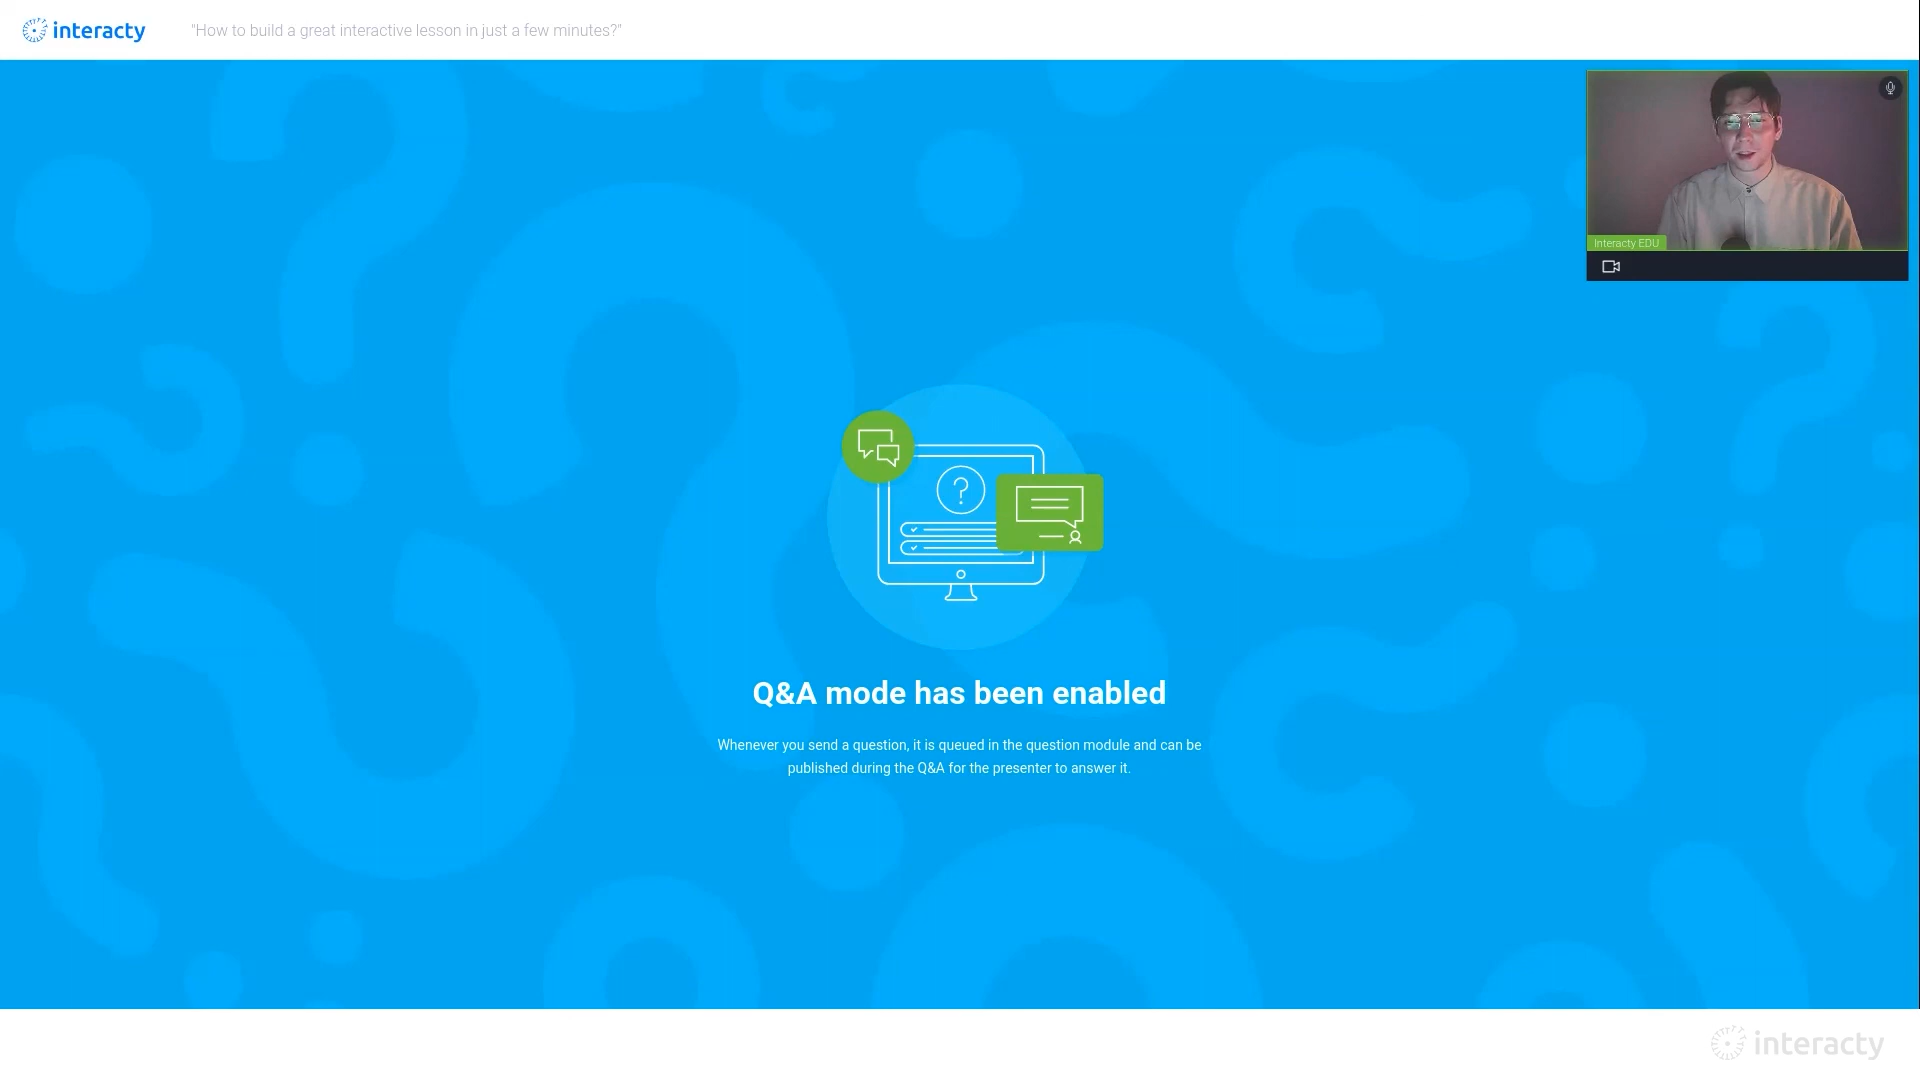 interacty
"How to build a great interactive lesson in just a few minutes?"
Interacty EDU
?
Q&A mode has been enabled
Whenever you send a question, it is queued in the question module and can be
published during the Q&A for the presenter to answer it.
interacty